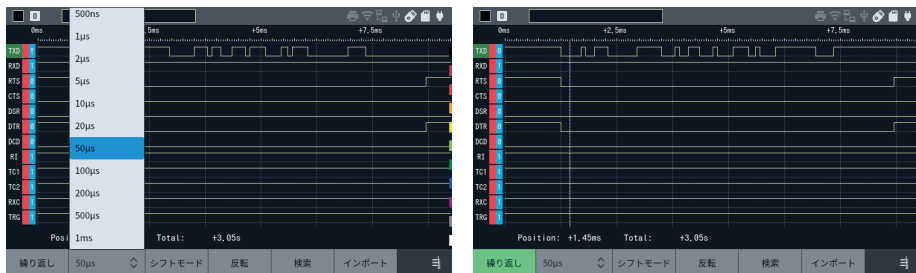 0
500ns
1μs
2μs
5μs
10μs
20μs
50μs
100μs
200μs
500μs
1ms
0ms .5ms +5ms +7,5ms
TXD 1
RXD 1
RTS 0
CTS 0
DSR 0
DTR 0
DCD 0
RI 1
TC1 1
TC2 1
RXC 1
TRG 1
Posi Total: +3,05s
繰り返し 50μs シフトモード 反転 検索 インポート
0
0ms +2,5ms +5ms +7,5ms
TXD 0
RXD 1
RTS 0
CTS 0
DSR 0
DTR 0
DCD 0
RI 1
TC1 1
TC2 1
RXC 1
TRG 1
Position: +1,45ms Total: +3,05s
繰り返し 50μs シフトモード 反転 検索 インポート